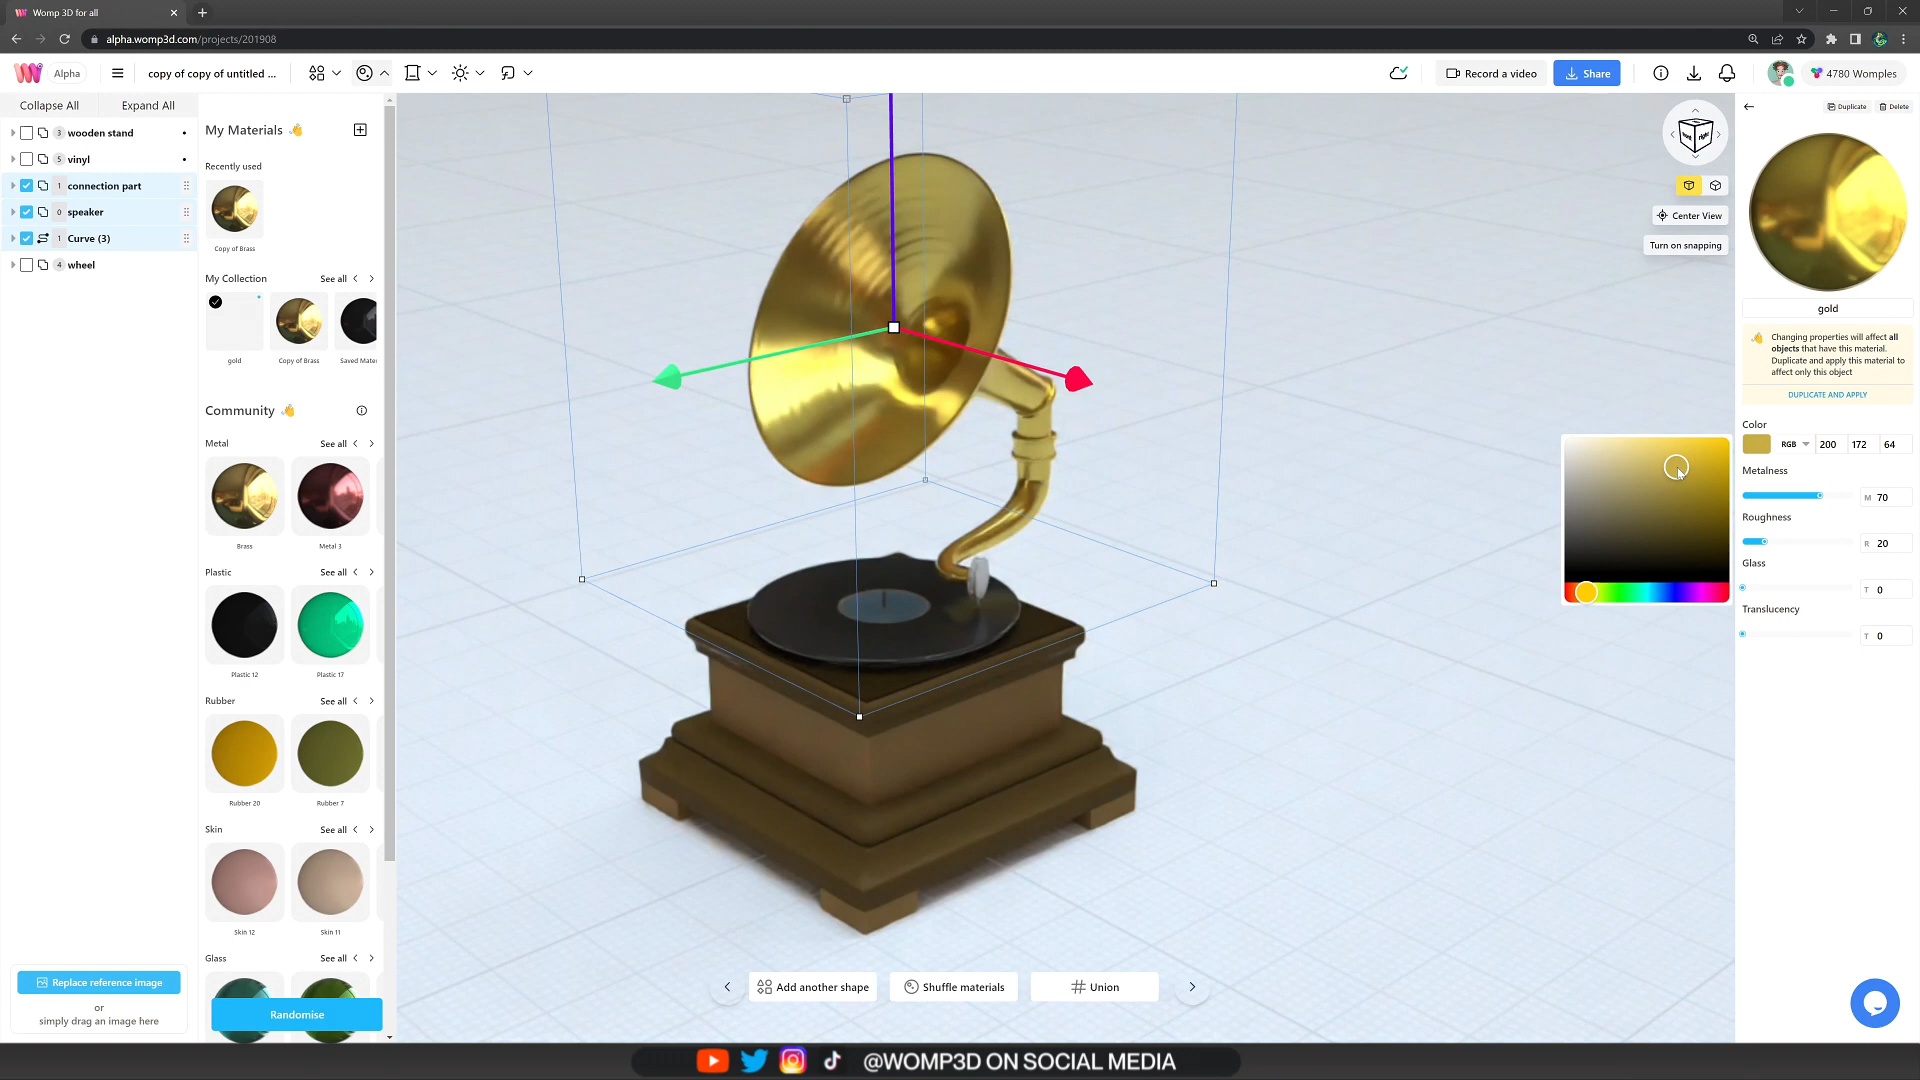 Womp 3D for all
alpha.womp3d.com/projects/201908
Alpha
copy of copy of untitled ...
Record a video
Share
4780 Womples
Collapse All
Expand All
3 wooden stand
5 vinyl
1 connection part
0 speaker
1 Curve (3)
4 wheel
Replace reference image
or
simply drag an image here
My Materials
Recently used
Copy of Brass
My Collection
See all
gold
Copy of Brass
Saved Mate
Community
Metal
See all
Brass
Metal 3
Plastic
See all
Plastic 12
Plastic 17
Rubber
See all
Rubber 20
Rubber 7
Skin
See all
Skin 12
Skin 11
Glass
See all
Randomise
Center View
Turn on snapping
Add another shape
Shuffle materials
Union
Duplicate
Delete
gold
Changing properties will affect all
objects that have this material.
Duplicate and apply this material to
affect only this object
DUPLICATE AND APPLY
Color
RGB 200 172 64
Metalness
M 70
Roughness
R 20
Glass
T 0
Translucency
T 0
@WOMP3D ON SOCIAL MEDIA